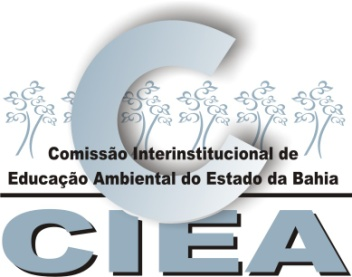 C
Comissão Interinstitucional de
Educação Ambiental do Estado da Bahia
CIEA